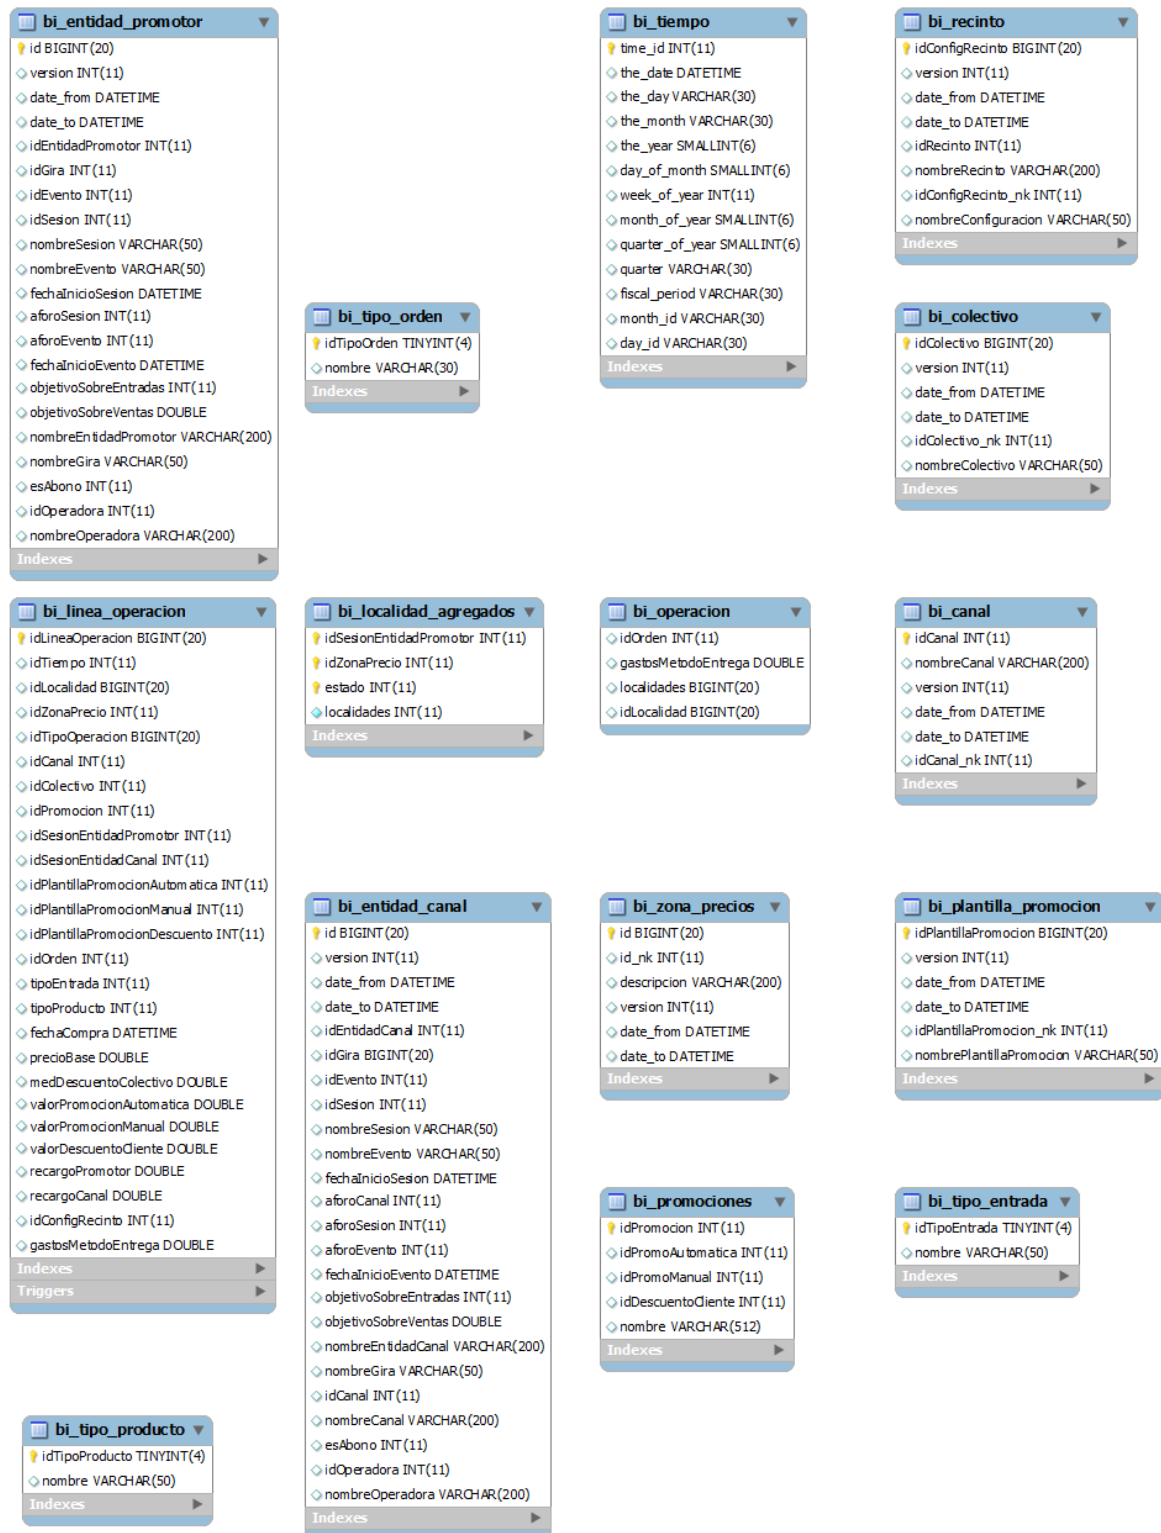 bi_entidad_promotor
id BIGINT(20)
version INT(11)
date_from DATETIME
date_to DATETIME
idEntidadPromotor INT(11)
idGira INT(11)
idEvento INT(11)
idSesion INT(11)
nombreSesion VARCHAR(50)
nombreEvento VARCHAR(50)
fechaInicioSesion DATETIME
aforoSesion INT(11)
aforoEvento INT(11)
fechaInicioEvento DATETIME
objetivoSobreEntradas INT(11)
objetivoSobreVentas DOUBLE
nombreEntidadPromotor VARCHAR(200)
nombreGira VARCHAR(50)
esAbono INT(11)
idOperadora INT(11)
nombreOperadora VARCHAR(200)
Indexes
bi_tipo_orden
idTipoOrden TINYINT(4)
nombre VARCHAR(30)
Indexes
bi_tiempo
time_id INT(11)
the_date DATETIME
the_day VARCHAR(30)
the_month VARCHAR(30)
the_year SMALLINT(6)
day_of_month SMALLINT(6)
week_of_year INT(11)
month_of_year SMALLINT(6)
quarter_of_year SMALLINT(6)
quarter VARCHAR(30)
fiscal_period VARCHAR(30)
month_id VARCHAR(30)
day_id VARCHAR(30)
Indexes
bi_recinto
idConfigRecinto BIGINT(20)
version INT(11)
date_from DATETIME
date_to DATETIME
idRecinto INT(11)
nombreRecinto VARCHAR(200)
idConfigRecinto_nk INT(11)
nombreConfiguracion VARCHAR(50)
Indexes
bi_colectivo
idColectivo BIGINT(20)
version INT(11)
date_from DATETIME
date_to DATETIME
idColectivo_nk INT(11)
nombreColectivo VARCHAR(50)
Indexes
bi_linea_operacion
idLineaOperacion BIGINT(20)
idTiempo INT(11)
idLocalidad BIGINT(20)
idZonaPrecio INT(11)
idTipoOperacion BIGINT(20)
idCanal INT(11)
idColectivo INT(11)
idPromocion INT(11)
idSesionEntidadPromotor INT(11)
idSesionEntidadCanal INT(11)
idPlantillaPromocionAutomatica INT(11)
idPlantillaPromocionManual INT(11)
idPlantillaPromocionDescuento INT(11)
idOrden INT(11)
tipoEntrada INT(11)
tipoProducto INT(11)
fechaCompra DATETIME
precioBase DOUBLE
medDescuentoColectivo DOUBLE
valorPromocionAutomatica DOUBLE
valorPromocionManual DOUBLE
valorDescuentoCliente DOUBLE
recargoPromotor DOUBLE
recargoCanal DOUBLE
idConfigRecinto INT(11)
gastosMetodoEntrega DOUBLE
Indexes
Triggers
bi_localidad_agregados
idSesionEntidadPromotor INT(11)
idZonaPrecio INT(11)
estado INT(11)
localidades INT(11)
Indexes
bi_operacion
idOrden INT(11)
gastosMetodoEntrega DOUBLE
localidades BIGINT(20)
idLocalidad BIGINT(20)
bi_canal
idCanal INT(11)
nombreCanal VARCHAR(200)
version INT(11)
date_from DATETIME
date_to DATETIME
idCanal_nk INT(11)
Indexes
bi_entidad_canal
id BIGINT(20)
version INT(11)
date_from DATETIME
date_to DATETIME
idEntidadCanal INT(11)
idGira BIGINT(20)
idEvento INT(11)
idSesion INT(11)
nombreSesion VARCHAR(50)
nombreEvento VARCHAR(50)
fechaInicioSesion DATETIME
aforoCanal INT(11)
aforoSesion INT(11)
aforoEvento INT(11)
fechaInicioEvento DATETIME
objetivoSobreEntradas INT(11)
objetivoSobreVentas DOUBLE
nombreEntidadCanal VARCHAR(200)
nombreGira VARCHAR(50)
idCanal INT(11)
nombreCanal VARCHAR(200)
esAbono INT(11)
idOperadora INT(11)
nombreOperadora VARCHAR(200)
Indexes
bi_zona_precios
id BIGINT(20)
id_nk INT(11)
descripcion VARCHAR(200)
version INT(11)
date_from DATETIME
date_to DATETIME
Indexes
bi_plantilla_promocion
idPlantillaPromocion BIGINT(20)
version INT(11)
date_from DATETIME
date_to DATETIME
idPlantillaPromocion_nk INT(11)
nombrePlantillaPromocion VARCHAR(50)
Indexes
bi_promociones
idPromocion INT(11)
idPromoAutomatica INT(11)
idPromoManual INT(11)
idDescuentoCliente INT(11)
nombre VARCHAR(512)
Indexes
bi_tipo_entrada
idTipoEntrada TINYINT(4)
nombre VARCHAR(50)
Indexes
bi_tipo_producto
idTipoProducto TINYINT(4)
nombre VARCHAR(50)
Indexes